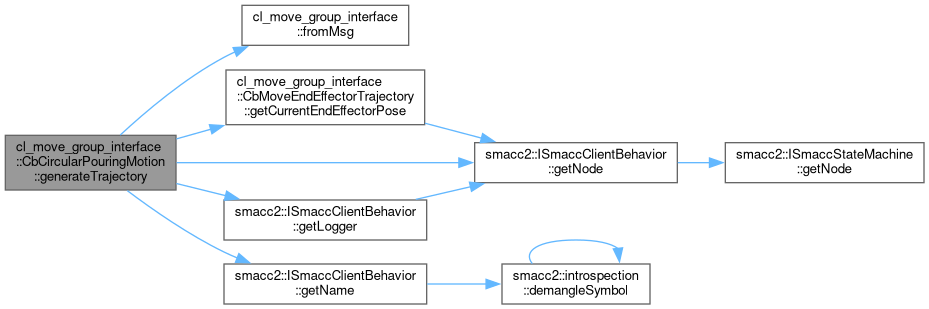 cl_move_group_interface
::fromMsg
cl_move_group_interface
::CbMoveEndEffectorTrajectory
::getCurrentEndEffectorPose
cl_move_group_interface
::CbCircularPouringMotion
::generateTrajectory
smacc2::ISmaccClientBehavior
::getNode
smacc2::ISmaccStateMachine
::getNode
smacc2::ISmaccClientBehavior
::getLogger
smacc2::ISmaccClientBehavior
::getName
smacc2::introspection
::demangleSymbol